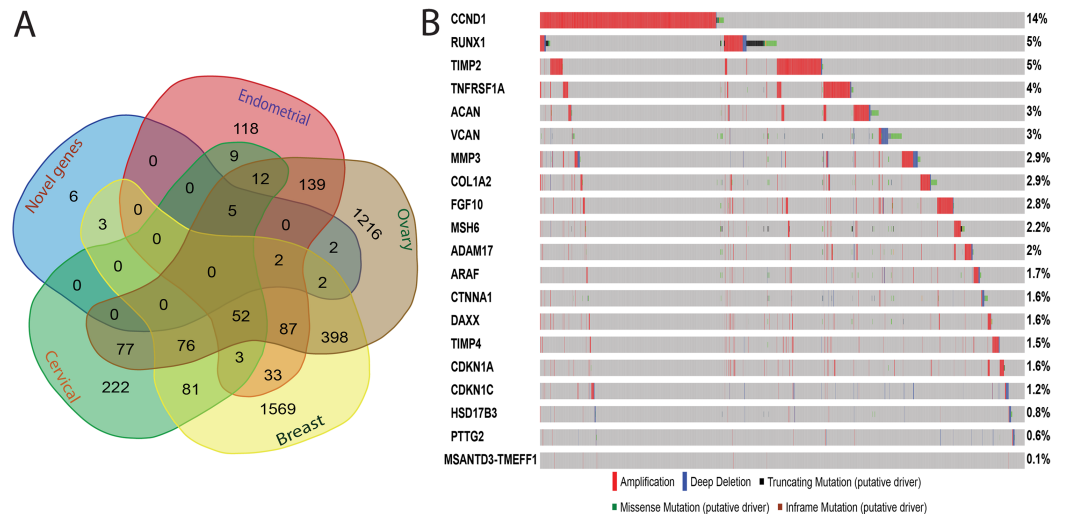 A
B
Endometrial
118
Novel genes
0
9
12
139
6
0
1216
Ovary
3
0
5
0
2
0
2
0
0
2
0
0
0
52
87
398
77
76
3
33
Cervical
222
81
1569
Breast
CCND1 14%
RUNX1 5%
TIMP2 5%
TNFRSF1A 4%
ACAN 3%
VCAN 3%
MMP3 2.9%
COL1A2 2.9%
FGF10 2.8%
MSH6 2.2%
ADAM17 2%
ARAF 1.7%
CTNNA1 1.6%
DAXX 1.6%
TIMP4 1.5%
CDKN1A 1.6%
CDKN1C 1.2%
HSD17B3 0.8%
PTTG2 0.6%
MSANTD3-TMEFF1 0.1%
Amplification Deep Deletion Truncating Mutation (putative driver)
Missense Mutation (putative driver) Inframe Mutation (putative driver)